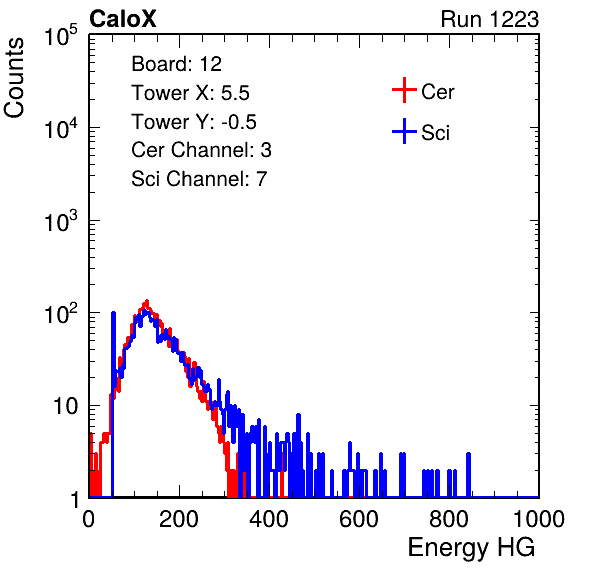 CaloX Run 1223
Counts
Board: 12
Tower X: 5.5
Tower Y: -0.5
Cer Channel: 3
Sci Channel: 7
Cer
Sci
10^5
10^4
10^3
10^2
10
1
0 200 400 600 800 1000
Energy HG